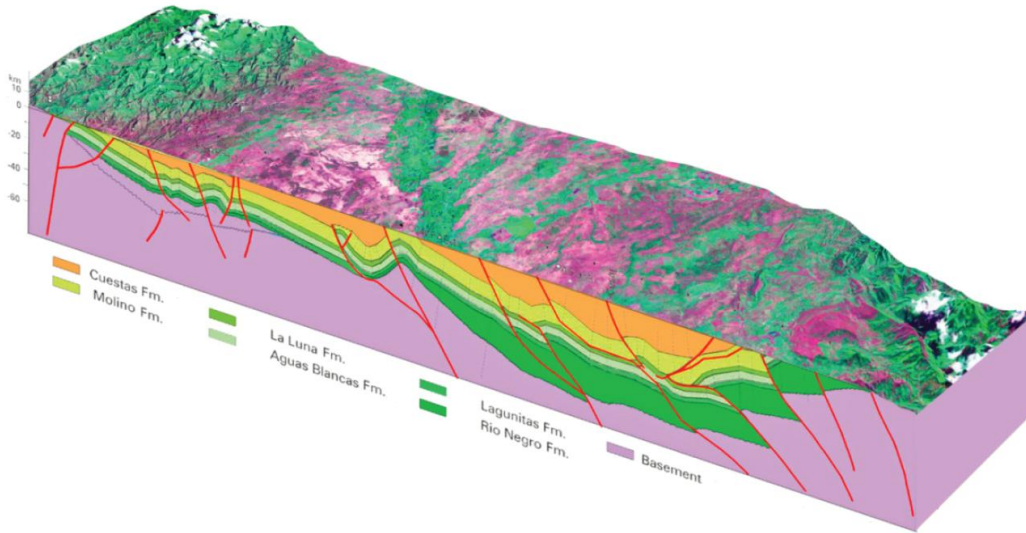 km
10
0
-20
-40
-60
Cuestas Fm.
Molino Fm.
La Luna Fm.
Aguas Blancas Fm.
Lagunitas Fm.
Rio Negro Fm.
Basement